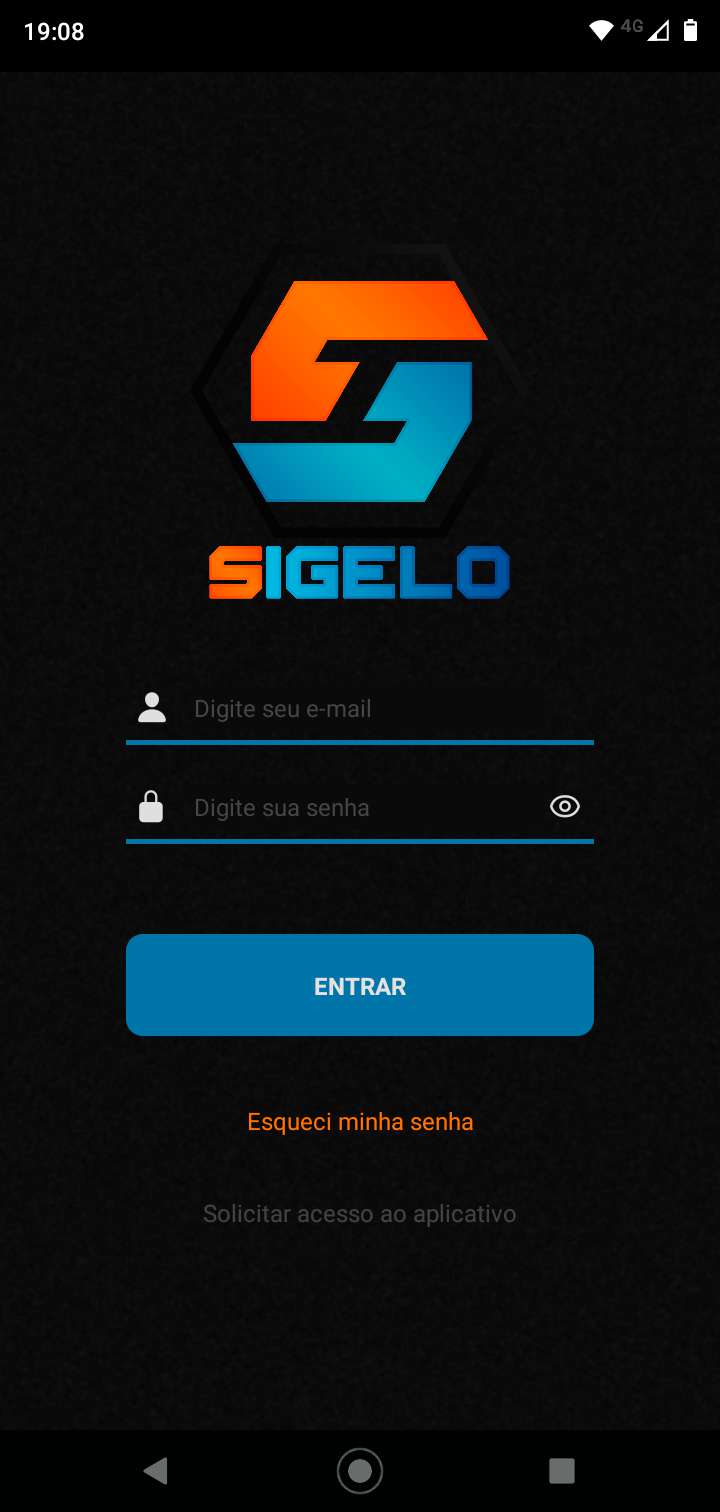 19:08
4G
SIGELO
Digite seu e-mail
Digite sua senha
ENTRAR
Esqueci minha senha
Solicitar acesso ao aplicativo